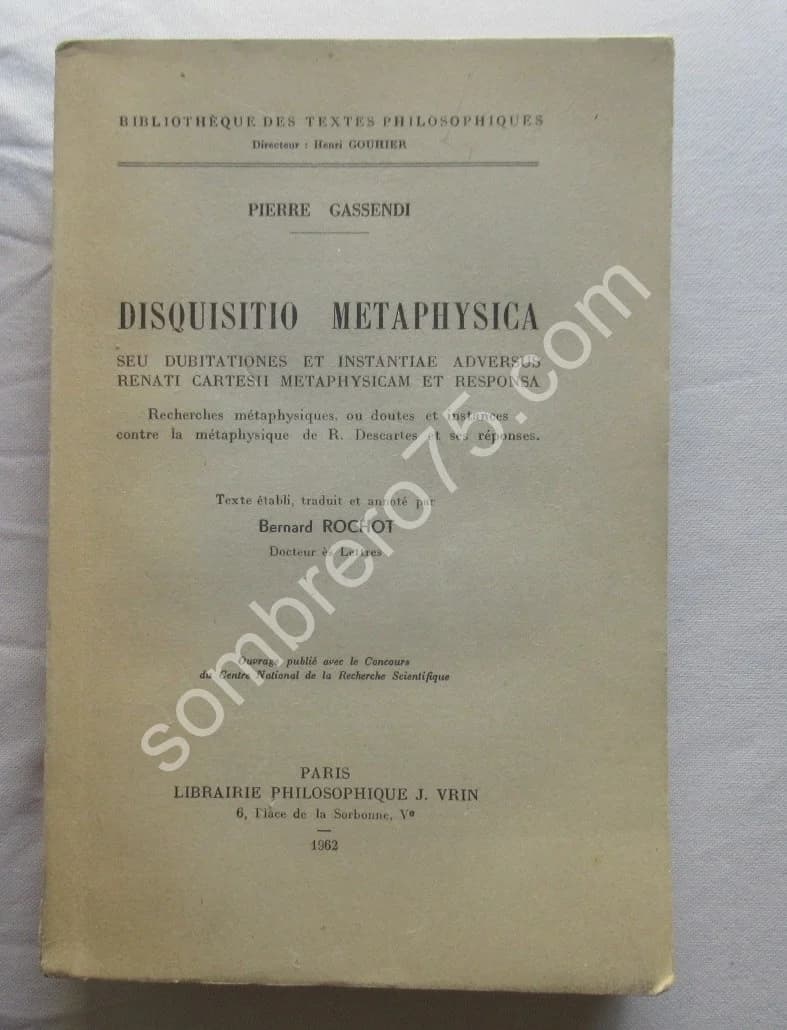 BIBLIOTHÈQUE DES TEXTES PHILOSOPHIQUES
Directeur : Henri GOUHIER
PIERRE GASSENDI
DISQUISITIO METAPHYSICA
SEU DUBITATIONES ET INSTANTIAE ADVERSUS
RENATI CARTESII METAPHYSICAM ET RESPONSA
Recherches métaphysiques, ou doutes et instances
contre la métaphysique de R. Descartes et ses réponses.
Texte établi, traduit et annoté par
Bernard ROCHOT
Docteur ès Lettres
Ouvrage publié avec le Concours
du Centre National de la Recherche Scientifique
PARIS
LIBRAIRIE PHILOSOPHIQUE J. VRIN
6, Place de la Sorbonne, Ve
1962
sombrero75.com